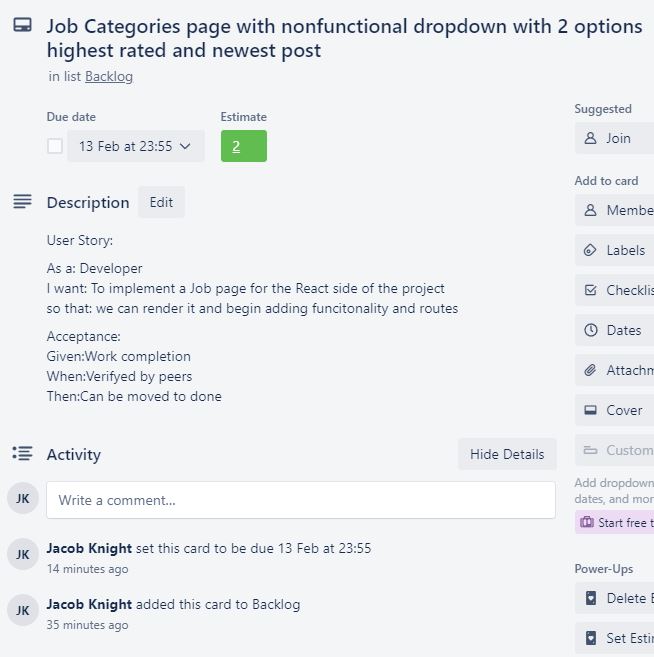 Job Categories page with nonfunctional dropdown with 2 options
highest rated and newest post
in list Backlog
Due date
13 Feb at 23:55
Estimate
2
Description
Edit
User Story:
As a: Developer
I want: To implement a Job page for the React side of the project
so that: we can render it and begin adding funcitonality and routes
Acceptance:
Given:Work completion
When:Verifyed by peers
Then:Can be moved to done
Activity
Hide Details
JK
Write a comment...
JK
Jacob Knight set this card to be due 13 Feb at 23:55
14 minutes ago
JK
Jacob Knight added this card to Backlog
35 minutes ago
Suggested
Join
Add to card
Membe
Labels
Checklis
Dates
Attachm
Cover
Custom
Add dropdown
dates, and mor
Start free t
Power-Ups
Delete E
Set Esti